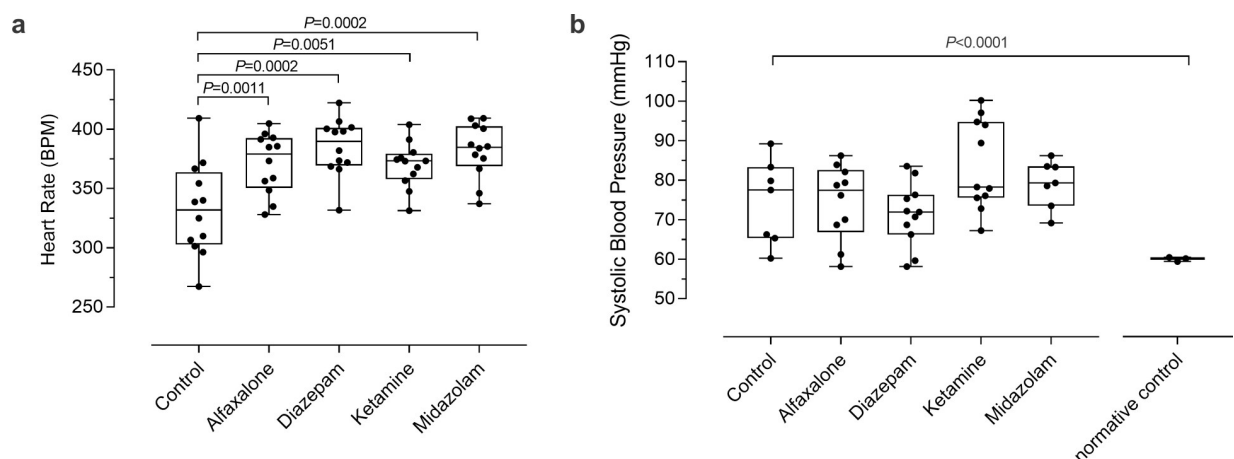 a
P=0.0002
P=0.0051
P=0.0002
P=0.0011
Heart Rate (BPM)
450
400
350
300
250
Control
Alfaxalone
Diazepam
Ketamine
Midazolam
b
P<0.0001
Systolic Blood Pressure (mmHg)
110
100
90
80
70
60
50
Control
Alfaxalone
Diazepam
Ketamine
Midazolam
normative control